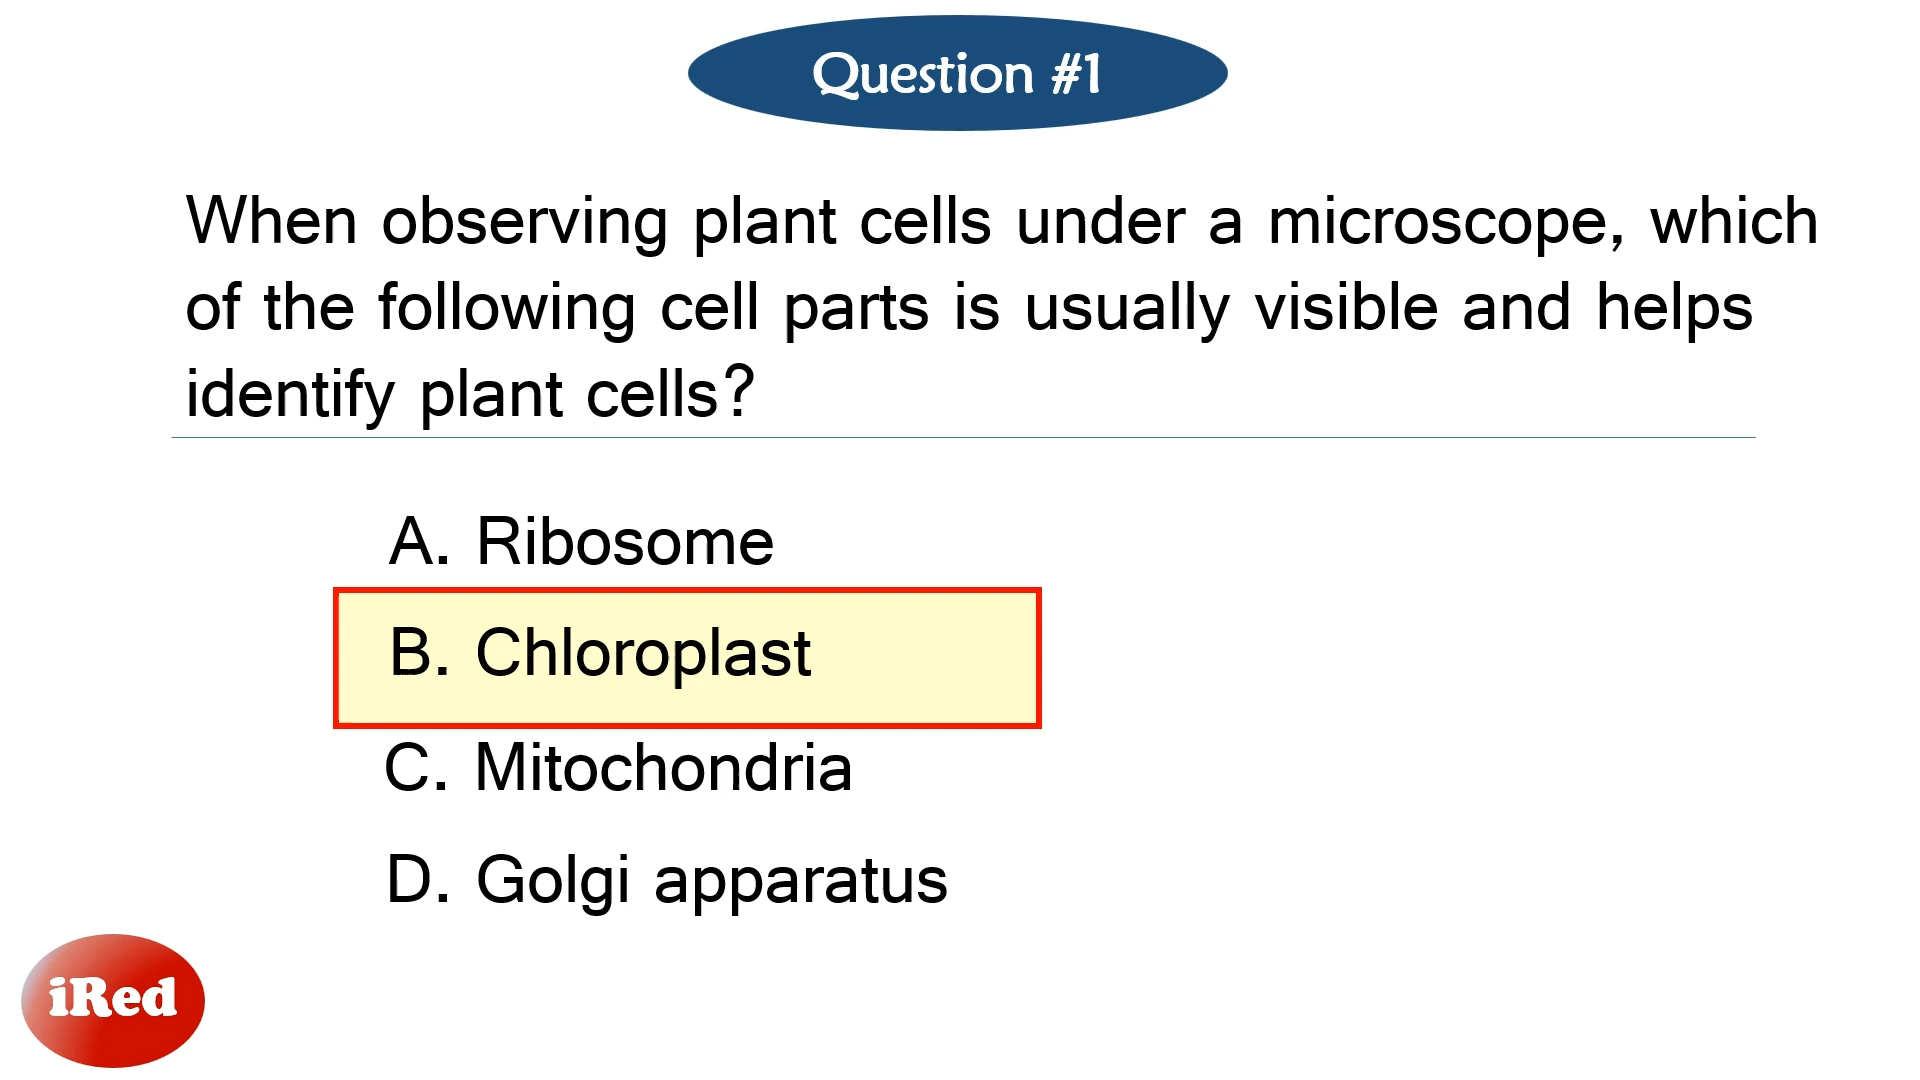 Question #1
When observing plant cells under a microscope, which
of the following cell parts is usually visible and helps
identify plant cells?
A. Ribosome
B. Chloroplast
C. Mitochondria
D. Golgi apparatus
iRed